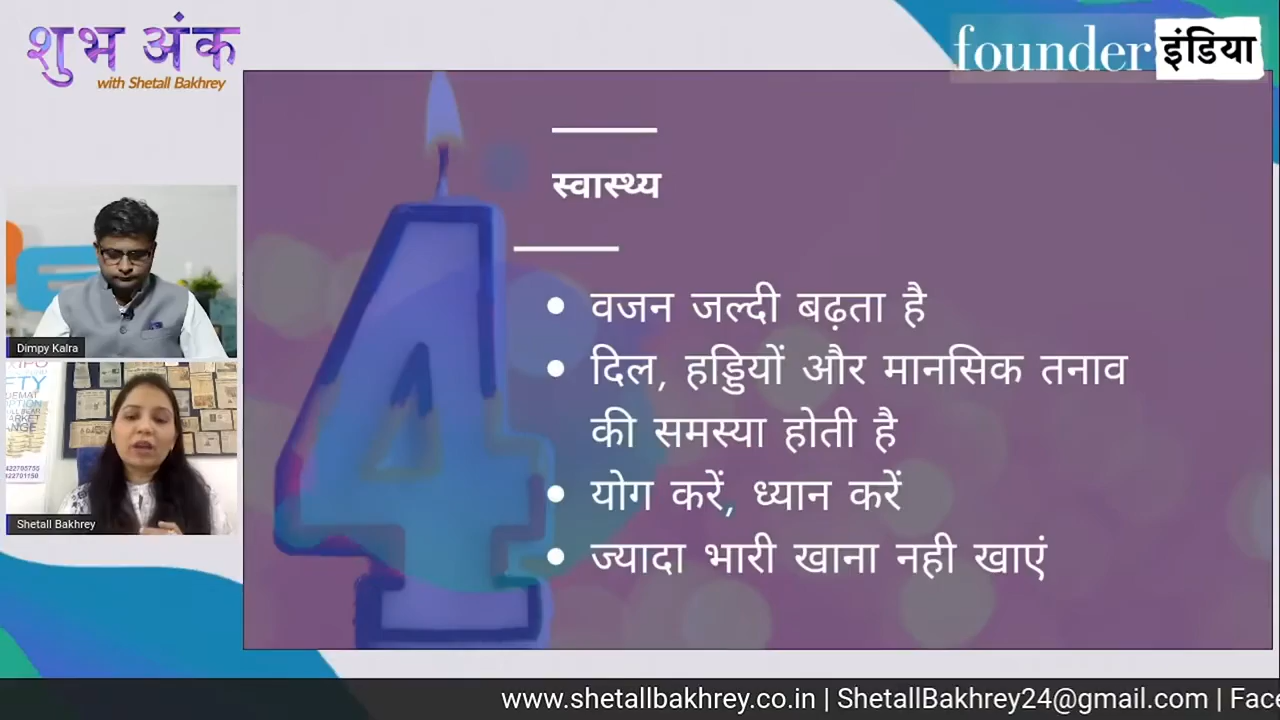 शुभ अंक
with Shetall Bakhrey
founder इंडिया
स्वास्थ्य
• वजन जल्दी बढ़ता है
• दिल, हड्डियों और मानसिक तनाव
की समस्या होती है
• योग करें, ध्यान करें
• ज्यादा भारी खाना नही खाएं
Dimpy Kalra
Shetall Bakhrey
4
www.shetallbakhrey.co.in | ShetallBakhrey24@gmail.com | Face